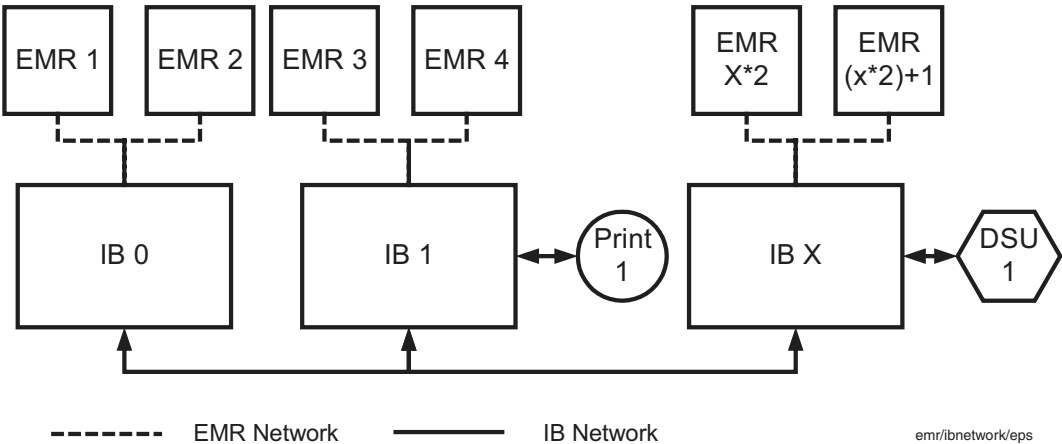 EMR 1
EMR 2
EMR 3
EMR 4
EMR
X*2
EMR
(x*2)+1
IB 0
IB 1
Print
1
IB X
DSU
1
EMR Network
IB Network
emr/ibnetwork/eps